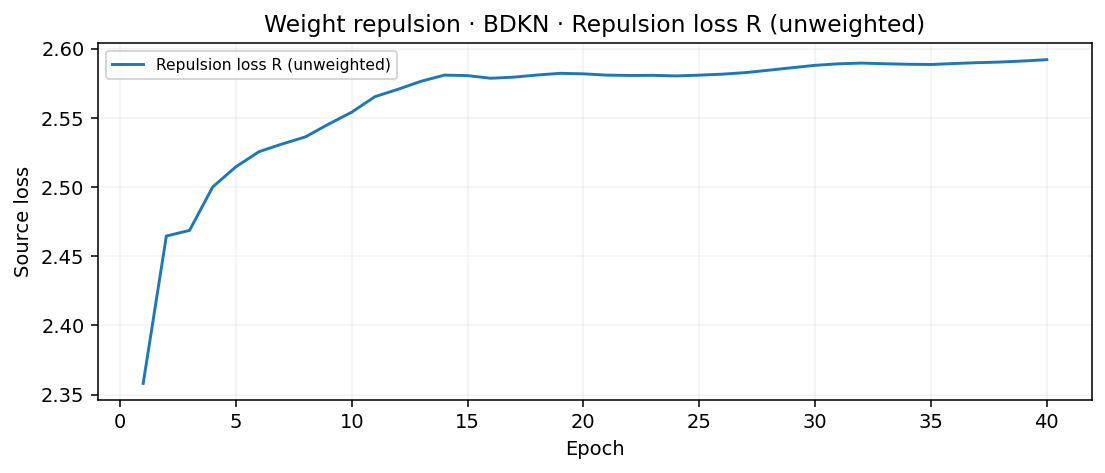 Weight repulsion · BDKN · Repulsion loss R (unweighted)
Repulsion loss R (unweighted)
Source loss
2.60
2.55
2.50
2.45
2.40
2.35
0 5 10 15 20 25 30 35 40
Epoch